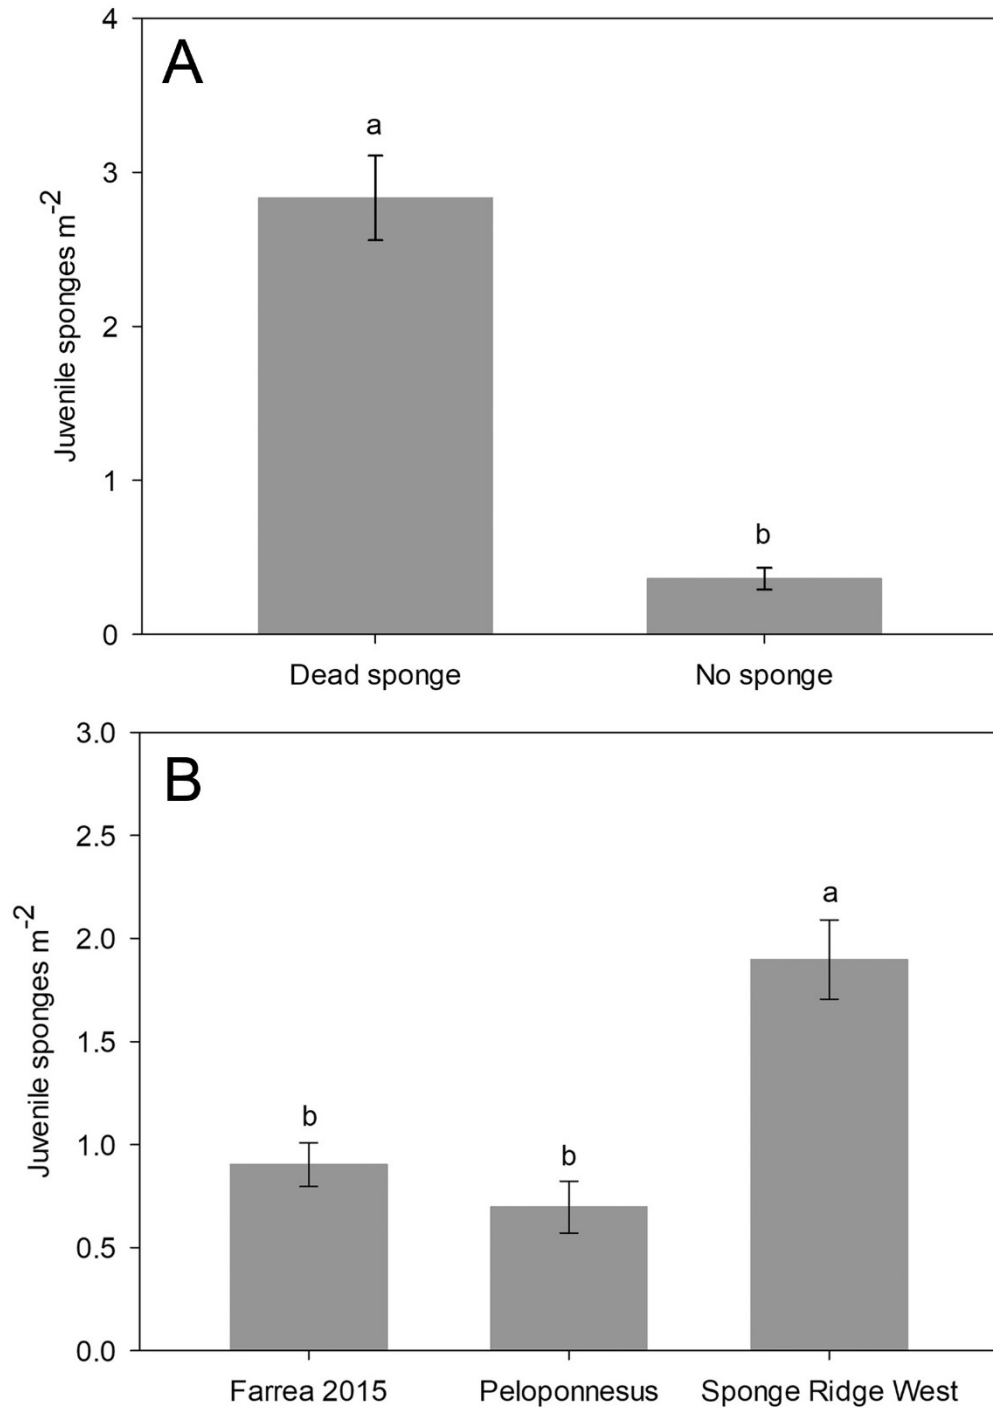 A
4
3
2
1
0
Juvenile sponges m-2
a
b
Dead sponge No sponge
B
3.0
2.5
2.0
1.5
1.0
0.5
0.0
Juvenile sponges m-2
b
b
a
Farrea 2015 Peloponnesus Sponge Ridge West